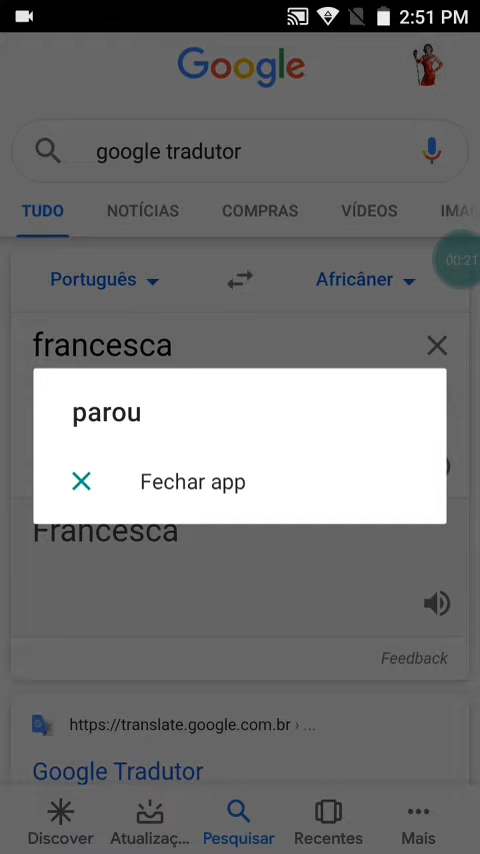 2:51 PM
Google
google tradutor
TUDO NOTÍCIAS COMPRAS VÍDEOS IMA
00:21
Português Africâner
francesca
parou
Fechar app
Francesca
Feedback
https://translate.google.com.br › ...
Google Tradutor
Discover Atualizaç... Pesquisar Recentes Mais